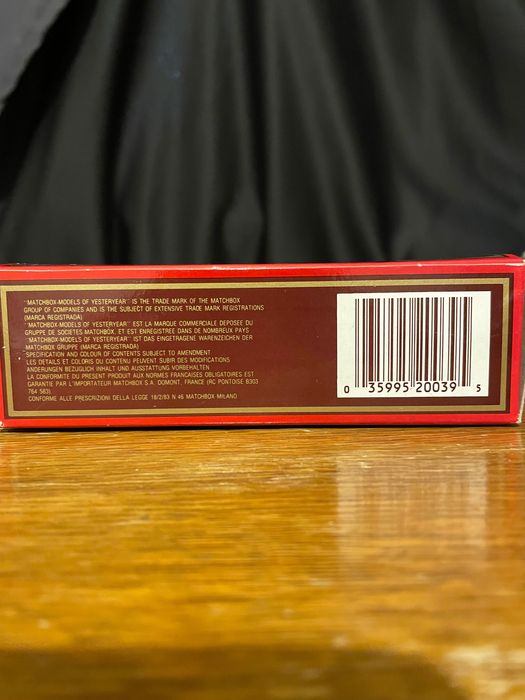 "MATCHBOX-MODELS OF YESTERYEAR" IS THE TRADE MARK OF THE MATCHBOX
GROUP OF COMPANIES AND IS THE SUBJECT OF EXTENSIVE TRADE MARK REGISTRATIONS
(MARCA REGISTRADA)
"MATCHBOX-MODELS OF YESTERYEAR" EST LA MARQUE COMMERCIALE DEPOSEE DU
GRUPPE DE SOCIETES MATCHBOX, ET EST ENREGISTREE DANS DE NOMBREUX PAYS
"MATCHBOX-MODELS OF YESTERYEAR" IST DAS EINGETRAGENE WARENZEICHEN DER
MATCHBOX GRUPPE (MARCA REGISTRADA)
SPECIFICATION AND COLOUR OF CONTENTS SUBJECT TO AMENDMENT
LES DETAILS ET COLORIS DU CONTENU PEUVENT SUBIR DES MODIFICATIONS
ANDERUNGEN BEZUGLICH INHALT UND AUSSTATTUNG VORBEHALTEN
LA CONFORMITE DU PRESENT PRODUIT AUX NORMES FRANCAISES OBLIGATOIRES EST
GARANTIE PAR L'IMPORTATEUR MATCHBOX S.A. DOMONT, FRANCE (RC PONTOISE B303
764 563)
CONFORME ALLE PRESCRIZIONI DELLA LEGGE 18/2/83 N 46 MATCHBOX MILANO
0 35995 20039 5